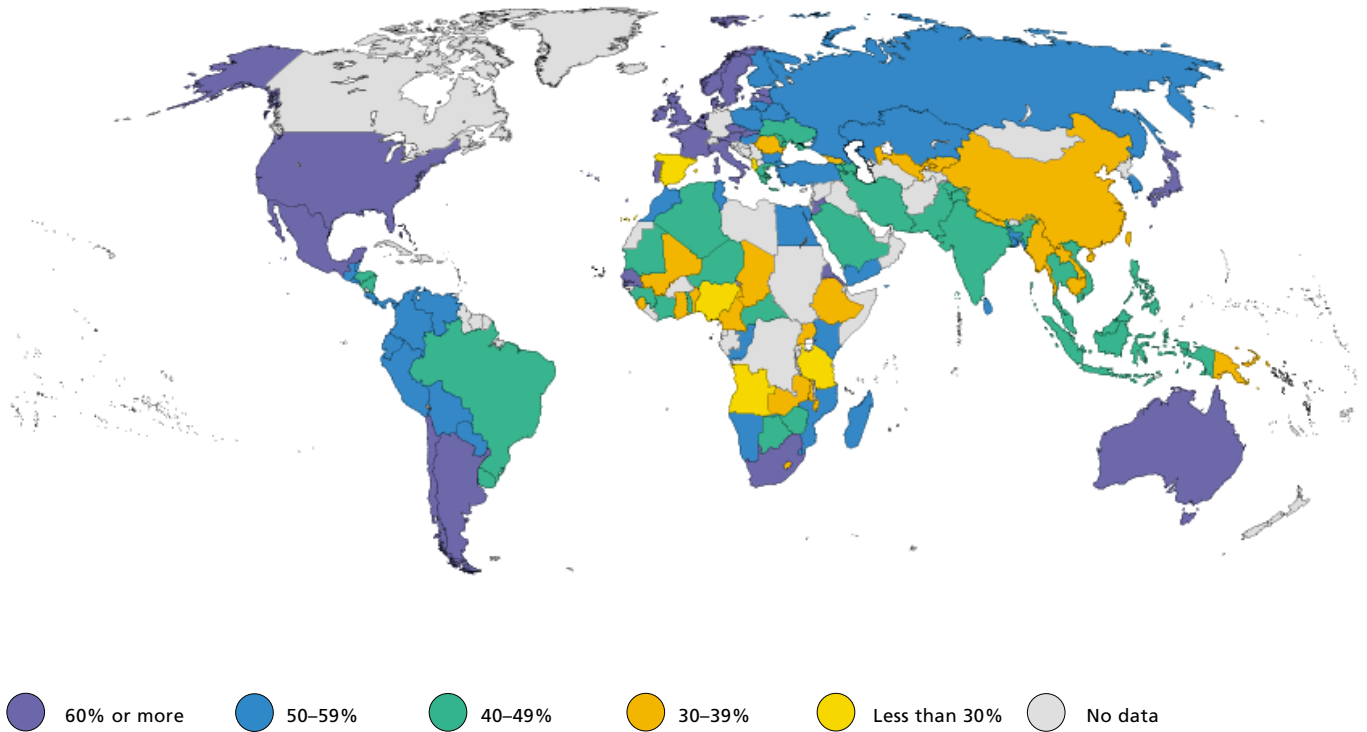 60% or more
50–59%
40–49%
30–39%
Less than 30%
No data